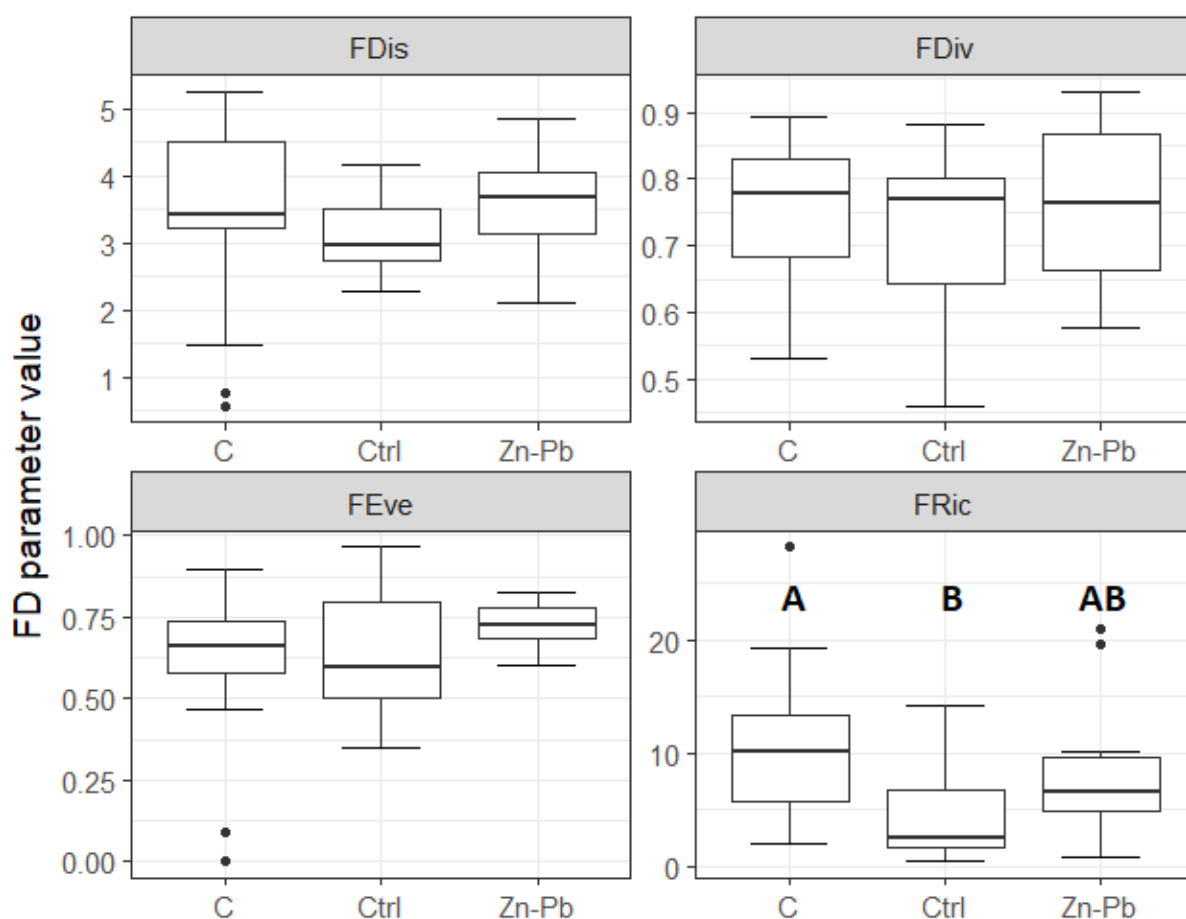 FD parameter value
FDis
5
4
3
2
1
C Ctrl Zn-Pb
FDiv
0.9
0.8
0.7
0.6
0.5
C Ctrl Zn-Pb
FEve
1.00
0.75
0.50
0.25
0.00
C Ctrl Zn-Pb
FRic
A B AB
20
10
0
C Ctrl Zn-Pb